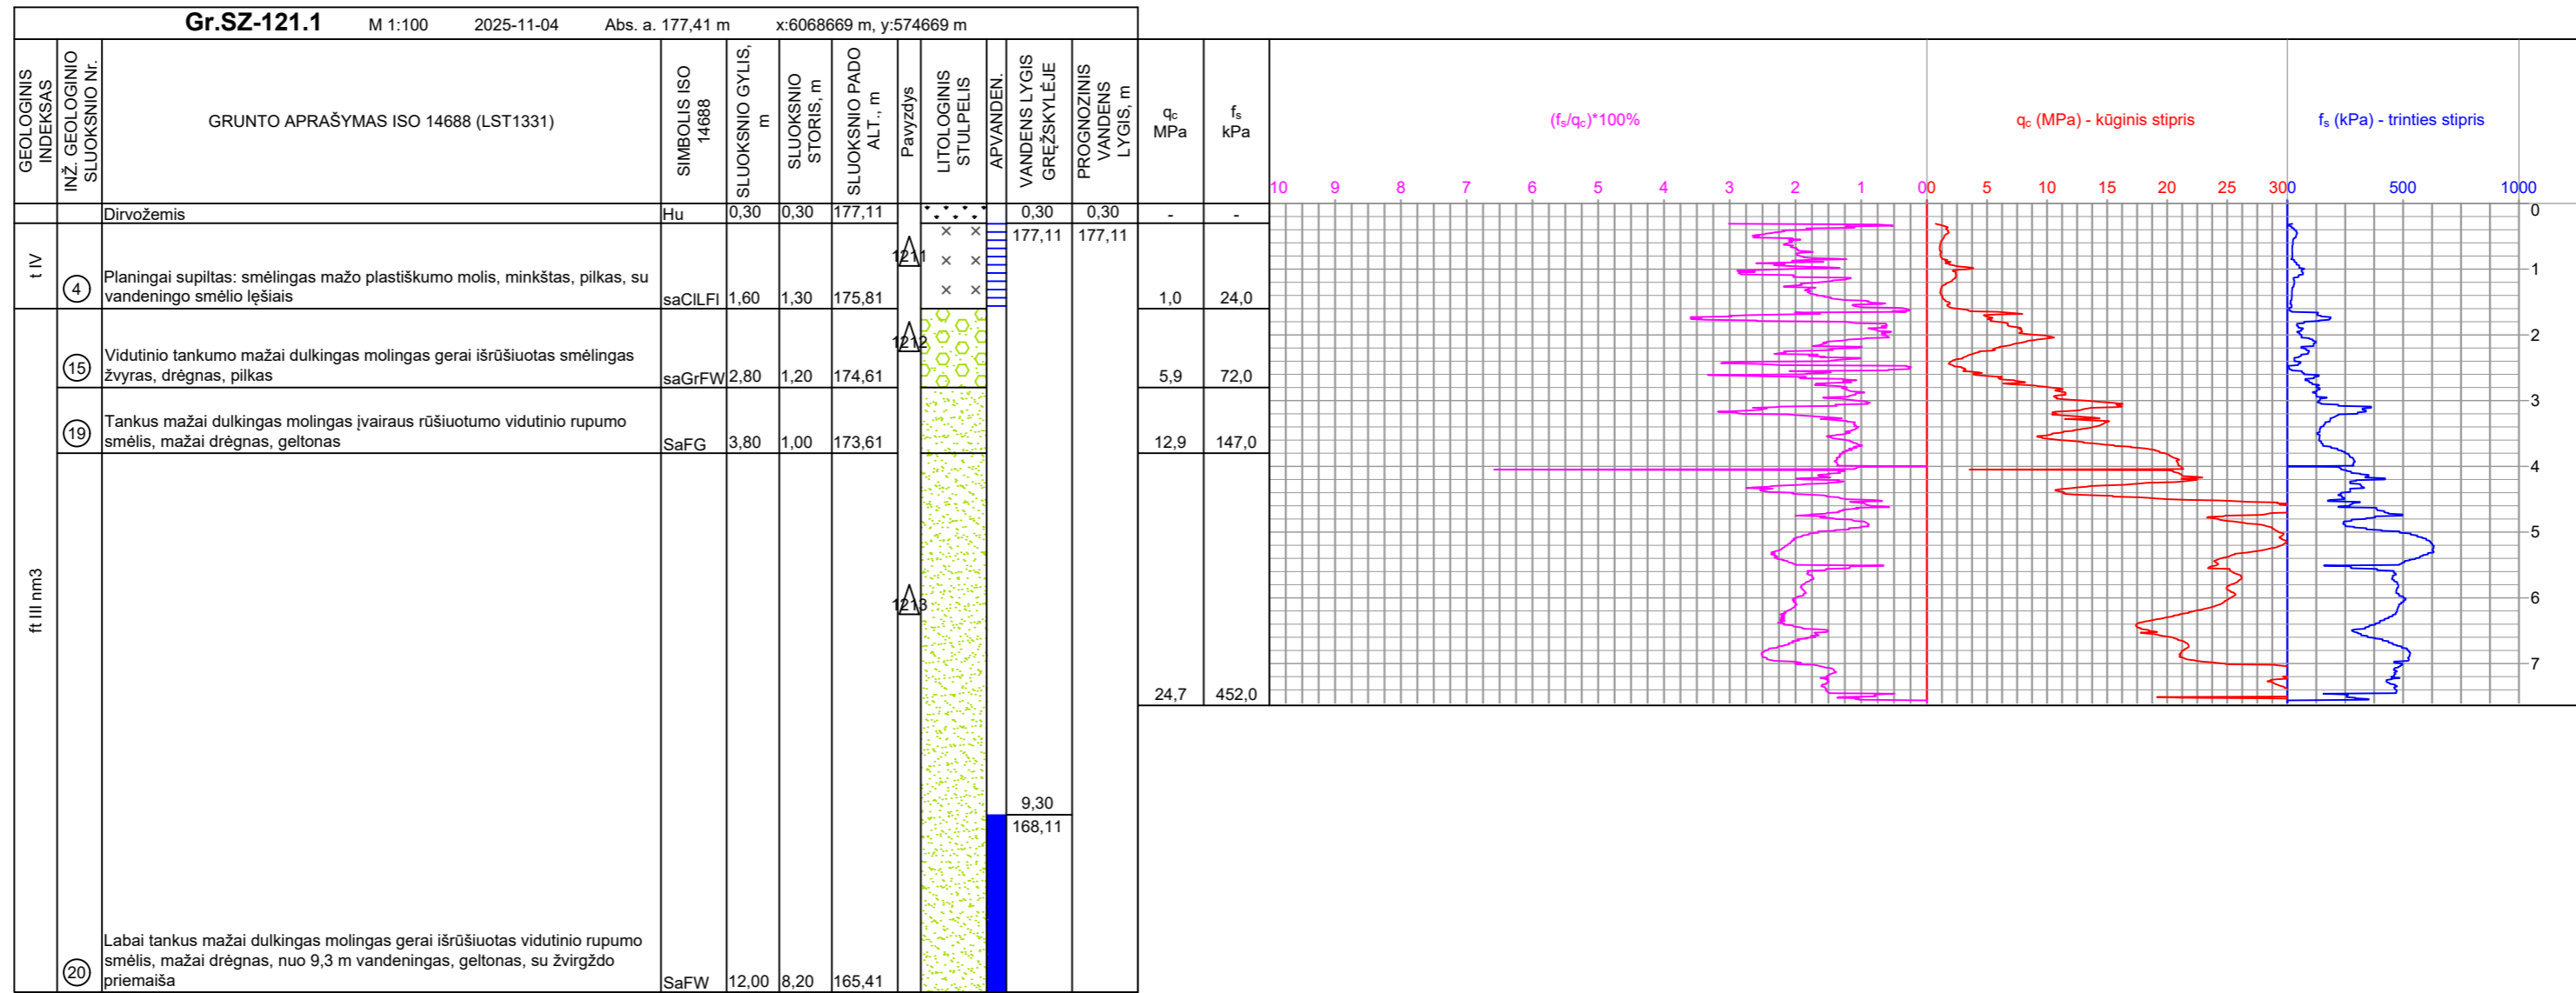 Gr.SZ-121.1 M 1:100 2025-11-04 Abs. a. 177,41 m x:6068669 m, y:574669 m
GEOLOGINIS
INDEKSAS
INŽ. GEOLOGINIO
SLUOKSNIO Nr.
GRUNTO APRAŠYMAS ISO 14688 (LST1331)
SIMBOLIS ISO
14688
SLUOKSNIO GYLIS,
m
SLUOKSNIO
STORIS, m
SLUOKSNIO PADO
ALT., m
Pavyzdys
LITOLOGINIS
STULPELIS
APVANDEN.
VANDENS LYGIS
GRĘŽSKYLĖJE
PROGNOZINIS
VANDENS
LYGIS, m
qc
MPa
fs
kPa
(fs/qc)*100%
qc (MPa) - kūginis stipris
fs (kPa) - trinties stipris
10 9 8 7 6 5 4 3 2 1 0 0 5 10 15 20 25 30 0 500 1000
Dirvožemis Hu 0,30 0,30 177,11 0,30 0,30 - -
177,11 177,11
t IV
4
Planingai supiltas: smėlingas mažo plastiškumo molis, minkštas, pilkas, su
vandeningo smėlio lęšiais
saClLFl 1,60 1,30 175,81 1211 1,0 24,0
ft III nm3
15
Vidutinio tankumo mažai dulkingas molingas gerai išrūšiuotas smėlingas
žvyras, drėgnas, pilkas
saGrFW 2,80 1,20 174,61 1212 5,9 72,0
19
Tankus mažai dulkingas molingas įvairaus rūšiuotumo vidutinio rupumo
smėlis, mažai drėgnas, geltonas
SaFG 3,80 1,00 173,61 12,9 147,0
1213
24,7 452,0
9,30
168,11
20
Labai tankus mažai dulkingas molingas gerai išrūšiuotas vidutinio rupumo
smėlis, mažai drėgnas, nuo 9,3 m vandeningas, geltonas, su žvirgždo
priemaiša
SaFW 12,00 8,20 165,41
0
1
2
3
4
5
6
7